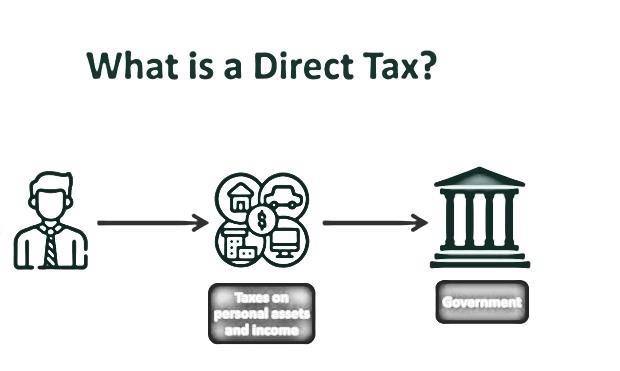 What is a Direct Tax?
Taxes on
personal assets
and income
Government